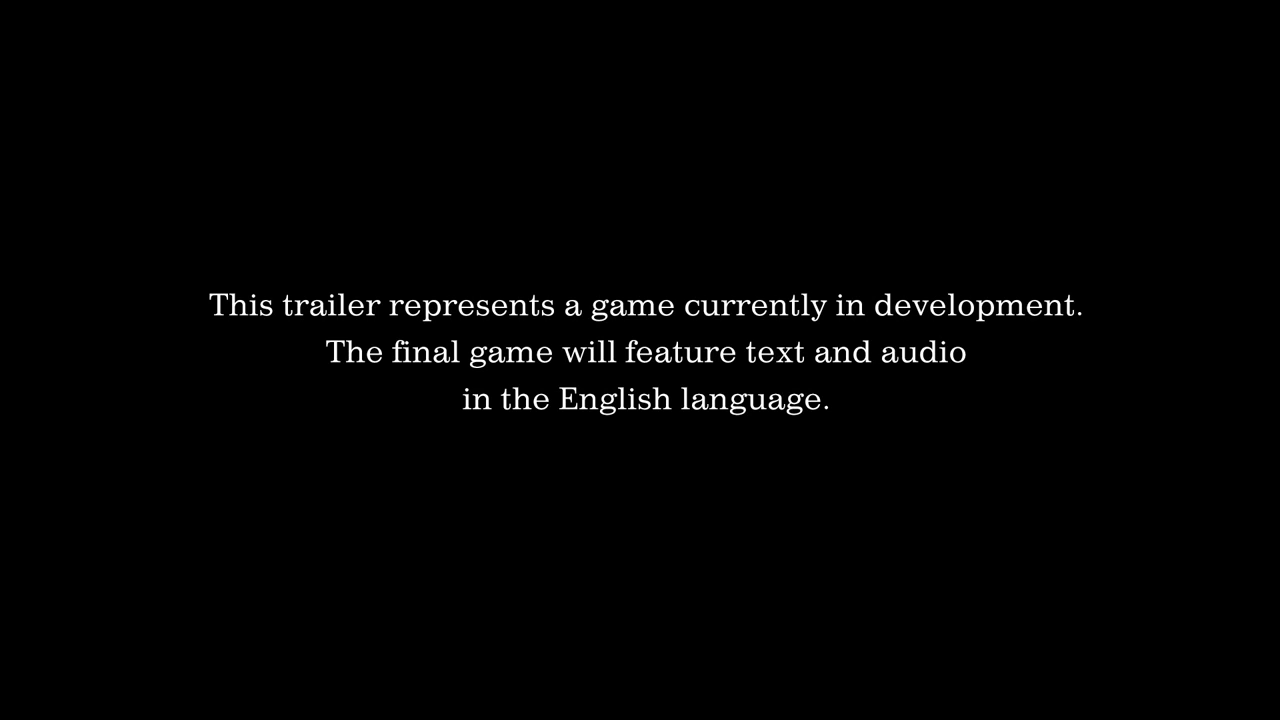 This trailer represents a game currently in development.
The final game will feature text and audio
in the English language.